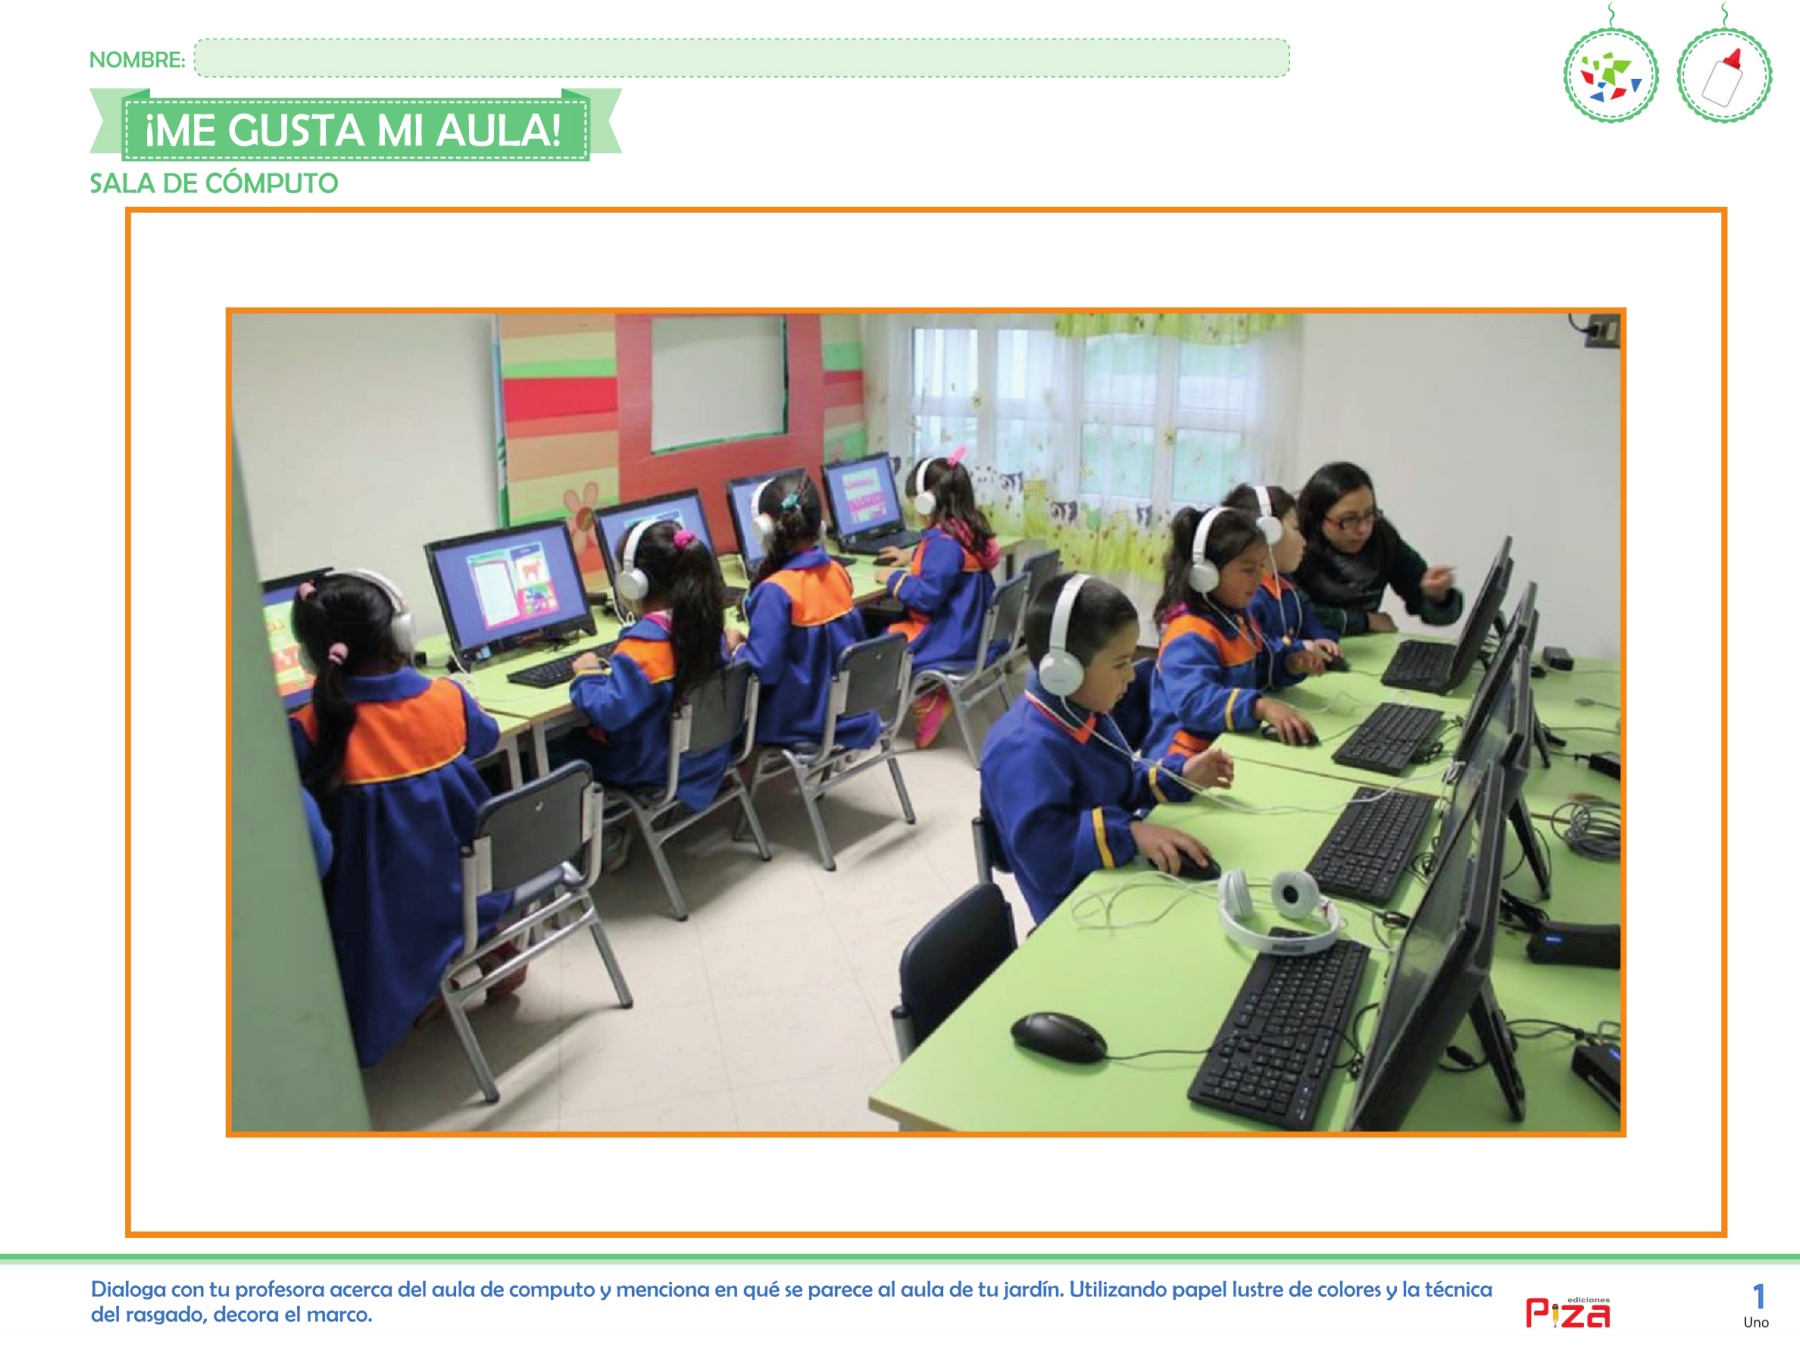 NOMBRE:
¡ME GUSTA MI AULA!
SALA DE CÓMPUTO
Dialoga con tu profesora acerca del aula de computo y menciona en qué se parece al aula de tu jardín. Utilizando papel lustre de colores y la técnica
del rasgado, decora el marco.
ediciones
Piza
1
Uno